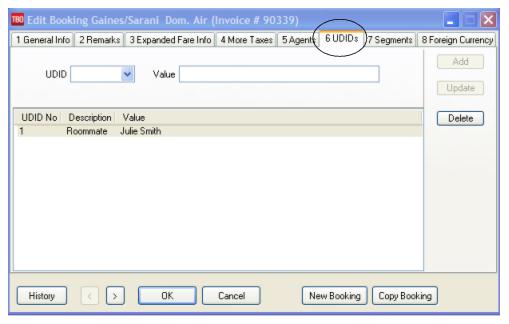 TBO Edit Booking Gaines/Sarani Dom. Air (Invoice # 90339)
1 General Info 2 Remarks 3 Expanded Fare Info 4 More Taxes 5 Agents 6 UDIDs 7 Segments 8 Foreign Currency
UDID Value Add
Update
UDID No Description Value Delete
1 Roommate Julie Smith
History < > OK Cancel New Booking Copy Booking